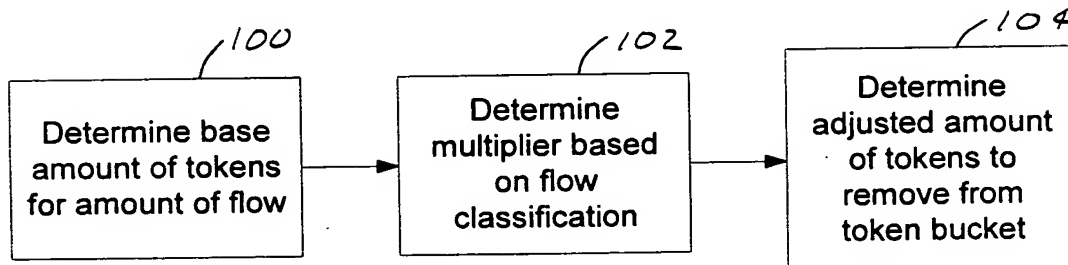 100
Determine base
amount of tokens
for amount of flow
102
Determine
multiplier based
on flow
classification
104
Determine
adjusted amount
of tokens to
remove from
token bucket